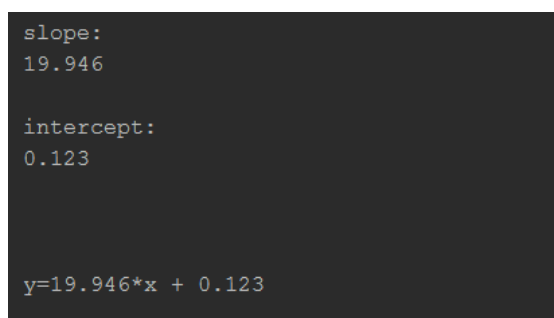 slope:
19.946
intercept:
0.123
y=19.946*x + 0.123